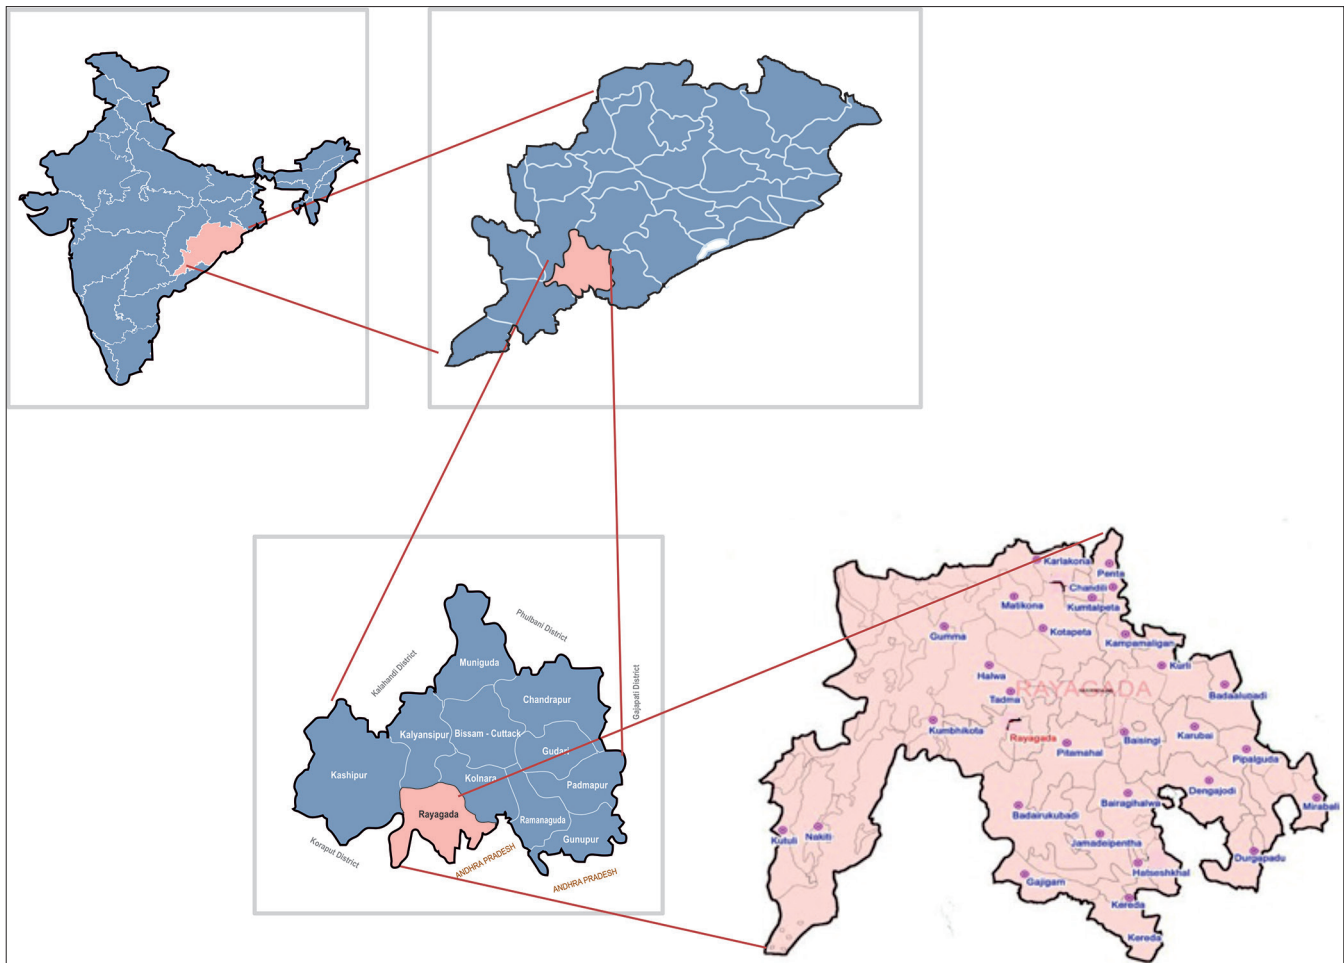 Phulbani District
Kalahandi District
Gajapati District
Koraput District
ANDHRA PRADESH
ANDHRA PRADESH
Muniguda
Chandrapur
Kalyansipur
Bissam - Cuttack
Gudari
Kashipur
Kolnara
Padmapur
Rayagada
Ramanaguda
Gunupur
Karlakona
Penta
Chandili
Matikona
Kumtalpeta
Gumma
Kotapeta
Kampamaligan
Halwa
Kurli
Tadma
RAYAGADA
Badaalubadi
Kumbhikota
Rayagada
Baisingi
Karubai
Pitamahal
Pipalguda
Dengajodi
Bairagihalwa
Mirabali
Badairukubadi
Kutuli
Nakiti
Jamadeipentha
Durgapadu
Hatseshkhal
Gajigam
Kereda
Kereda